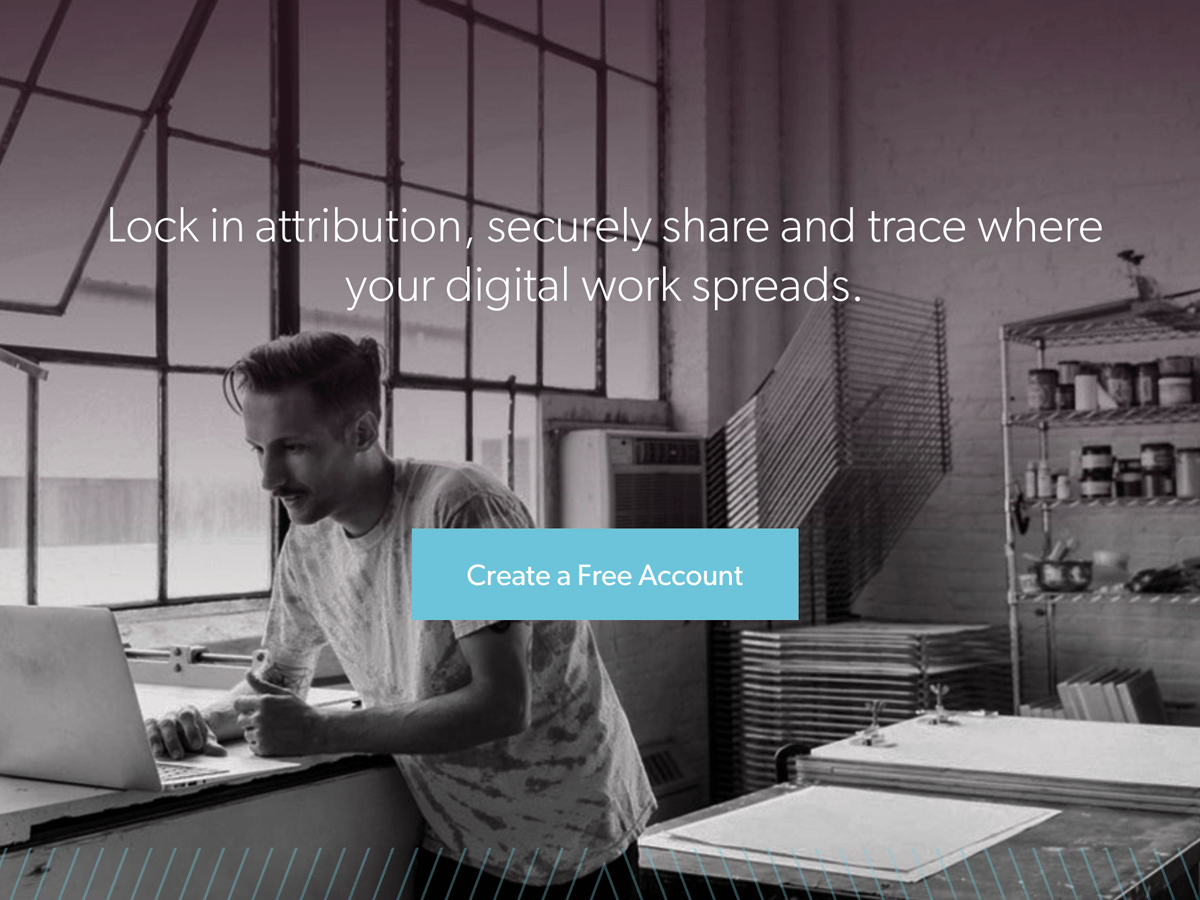 Lock in attribution, securely share and trace where
your digital work spreads.
Create a Free Account